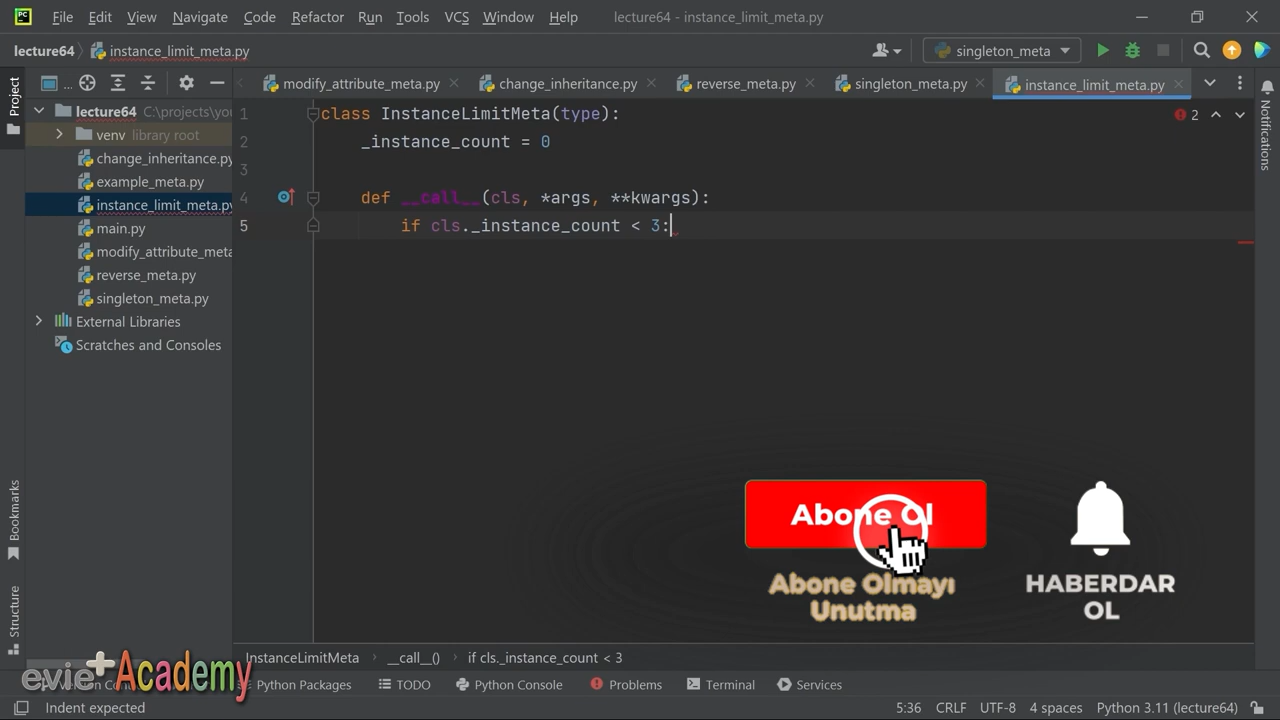 File Edit View Navigate Code Refactor Run Tools VCS Window Help lecture64 - instance_limit_meta.py
lecture64 instance_limit_meta.py singleton_meta
... modify_attribute_meta.py change_inheritance.py reverse_meta.py singleton_meta.py instance_limit_meta.py
Project
lecture64 C:\projects\you
venv library root
change_inheritance.py
example_meta.py
instance_limit_meta.py
main.py
modify_attribute_meta
reverse_meta.py
singleton_meta.py
External Libraries
Scratches and Consoles
1 class InstanceLimitMeta(type):
2 _instance_count = 0
3
4 def __call__(cls, *args, **kwargs):
5 if cls._instance_count < 3:
2
Notifications
Bookmarks
Structure
Abone Ol
Abone Olmayı
Unutma
HABERDAR
OL
InstanceLimitMeta __call__() if cls._instance_count < 3
evie+Academy
Python Packages TODO Python Console Problems Terminal Services
Indent expected 5:36 CRLF UTF-8 4 spaces Python 3.11 (lecture64)